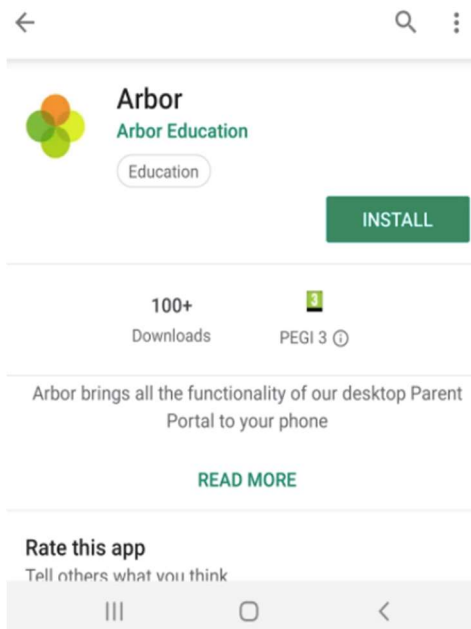 Arbor
Arbor Education
Education
INSTALL
100+
Downloads
3
PEGI 3
Arbor brings all the functionality of our desktop Parent
Portal to your phone
READ MORE
Rate this app
Tell others what you think